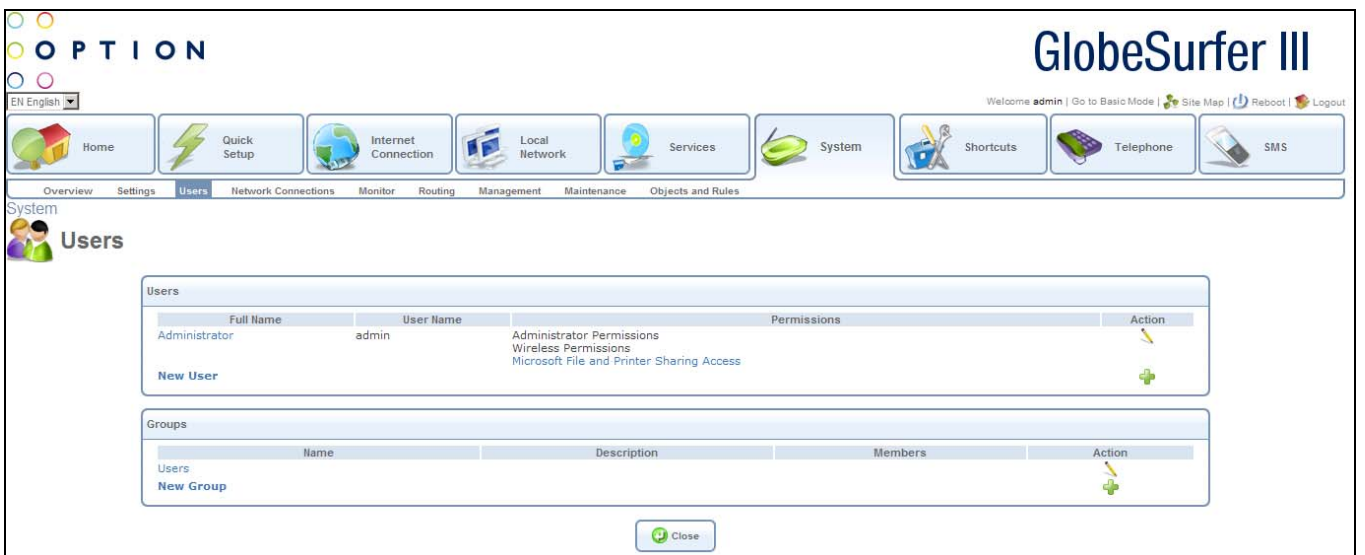 OPTION
GlobeSurfer III
EN English
Welcome admin | Go to Basic Mode | Site Map | Reboot | Logout
Home
Quick Setup
Internet Connection
Local Network
Services
System
Shortcuts
Telephone
SMS
Overview Settings Users Network Connections Monitor Routing Management Maintenance Objects and Rules
System
Users
Users
Full Name User Name Permissions Action
Administrator admin Administrator Permissions
Wireless Permissions
Microsoft File and Printer Sharing Access
New User
Groups
Name Description Members Action
Users
New Group
Close